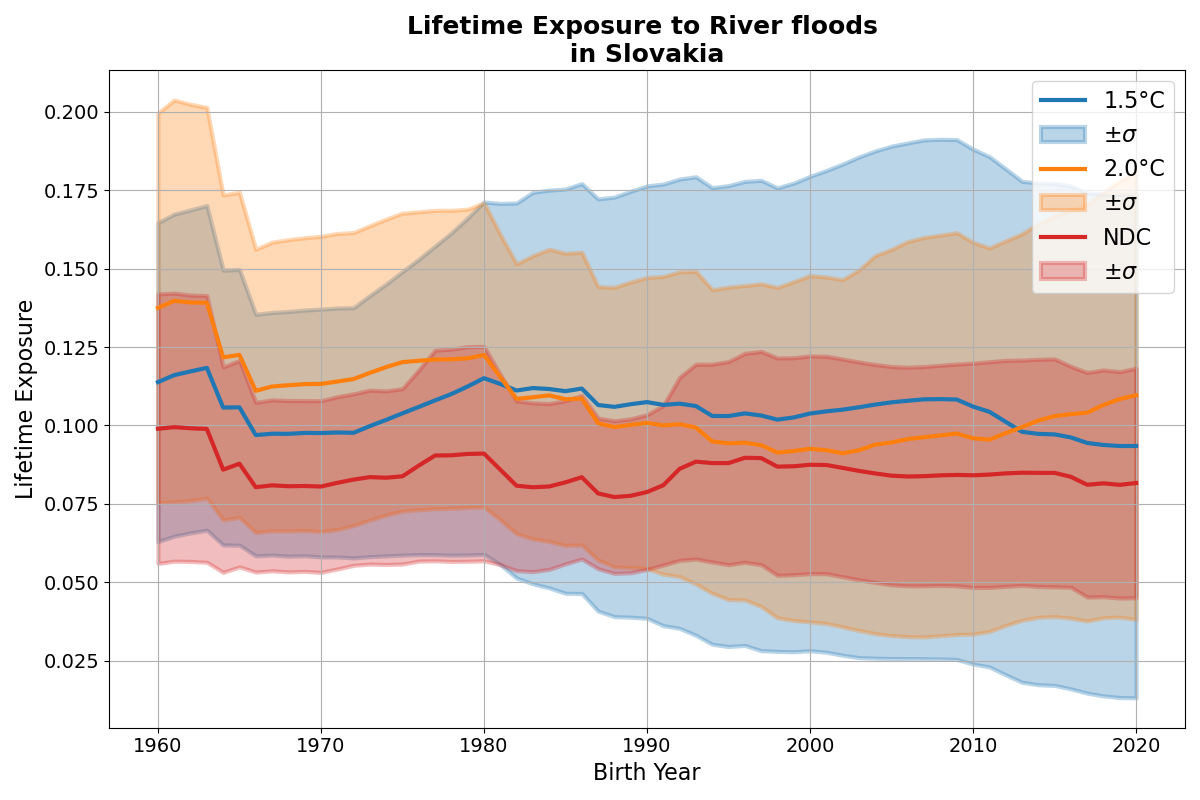 Lifetime Exposure to River floods
in Slovakia
Lifetime Exposure
0.200
0.175
0.150
0.125
0.100
0.075
0.050
0.025
1.5°C
±σ
2.0°C
±σ
NDC
±σ
1960 1970 1980 1990 2000 2010 2020
Birth Year